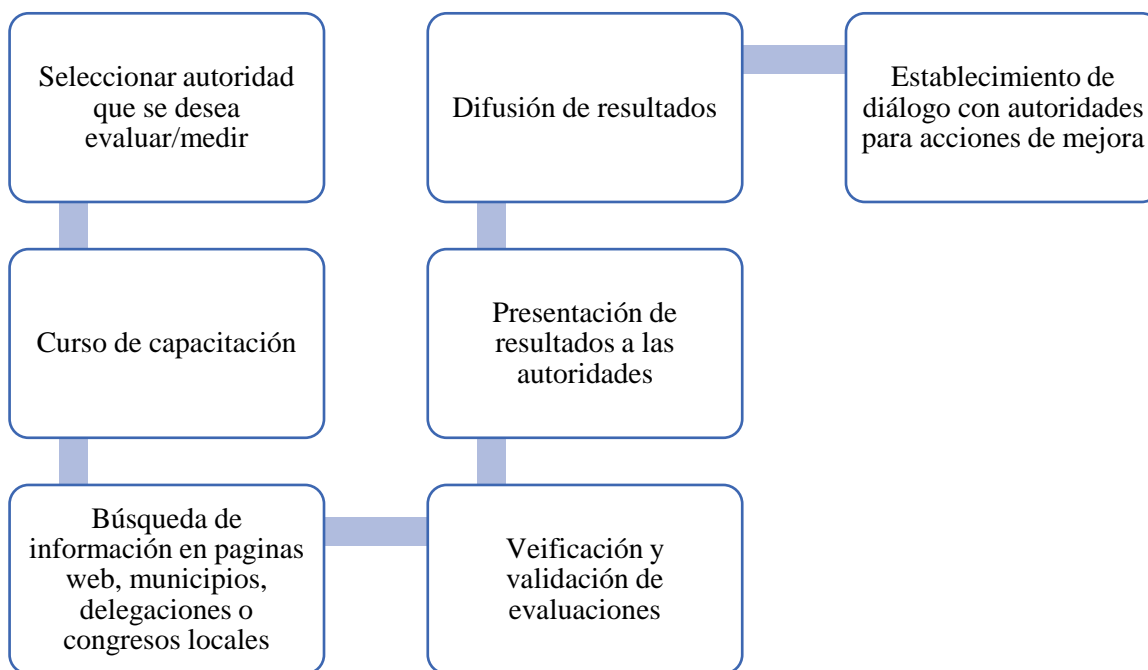 Seleccionar autoridad
que se desea
evaluar/medir
Curso de capacitación
Búsqueda de
información en paginas
web, municipios,
delegaciones o
congresos locales
Veificación y
validación de
evaluaciones
Presentación de
resultados a las
autoridades
Difusión de resultados
Establecimiento de
diálogo con autoridades
para acciones de mejora